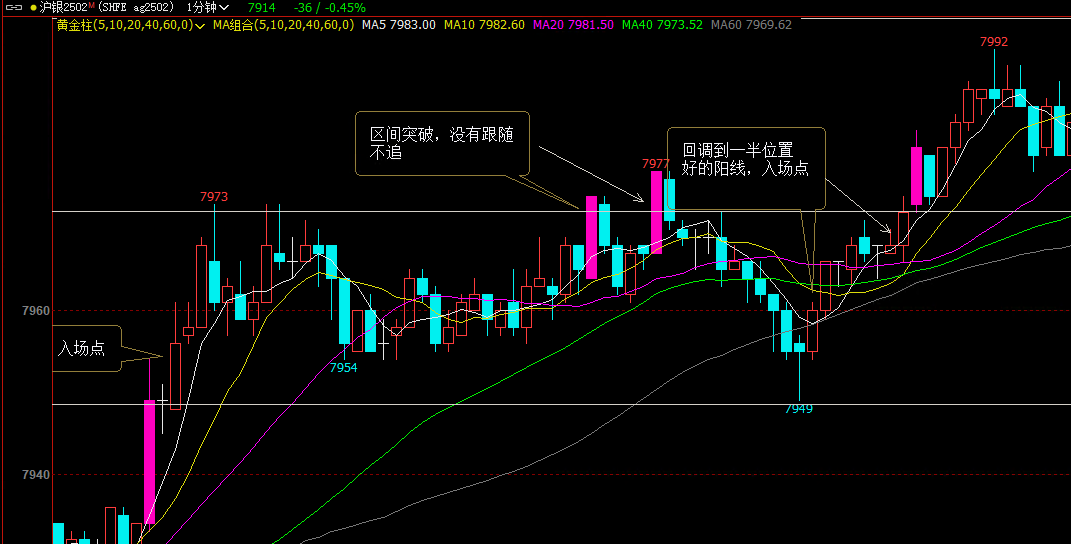 沪银2502M (SHFE ag2502) 1分钟 7914 -36 / -0.45%
黄金柱(5,10,20,40,60,0) MA组合(5,10,20,40,60,0) MA5 7983.00 MA10 7982.60 MA20 7981.50 MA40 7973.52 MA60 7969.62
7992
区间突破，没有跟随
不追
回调到一半位置
好的阳线，入场点
7977
7973
7960
入场点
7954
7949
7940